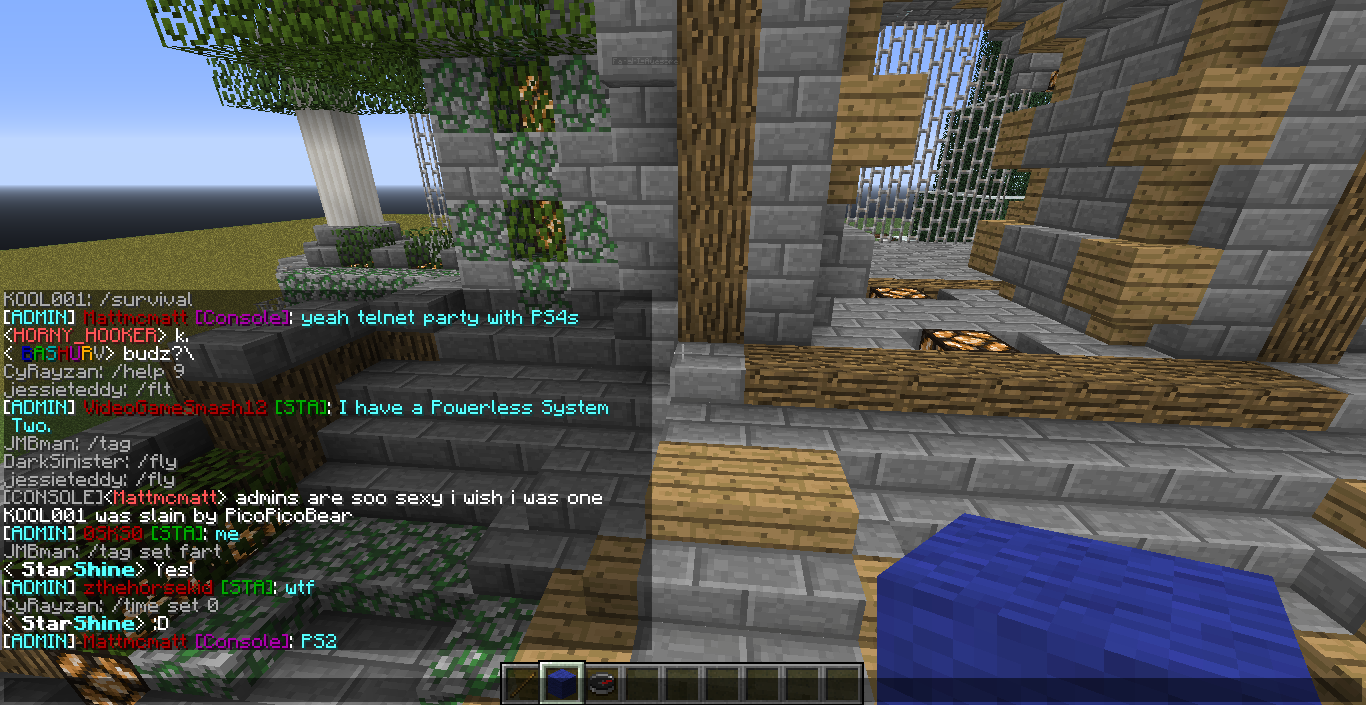 KOOL001: /survival
[ADMIN] Mattmcmatt [Console]: yeah telnet party with PS4s
<HORNY_HOOKER> k.
< BASHURV> budz?\
CyRayzan: /help 9
jessieteddy: /flt
[ADMIN] VideoGameSmash12 [STA]: I have a Powerless System
Two.
JMBman: /tag
DarkSinister: /fly
jessieteddy: /fly
[CONSOLE]<Mattmcmatt> admins are soo sexy i wish i was one
KOOL001 was slain by PicoPicoBear
[ADMIN] 0SKS0 [STA]: me
JMBman: /tag set fart
< StarShine> Yes!
[ADMIN] zthehorsekid [STA]: wtf
CyRayzan: /time set 0
< StarShine> ;D
[ADMIN] Mattmcmatt [Console]: PS2